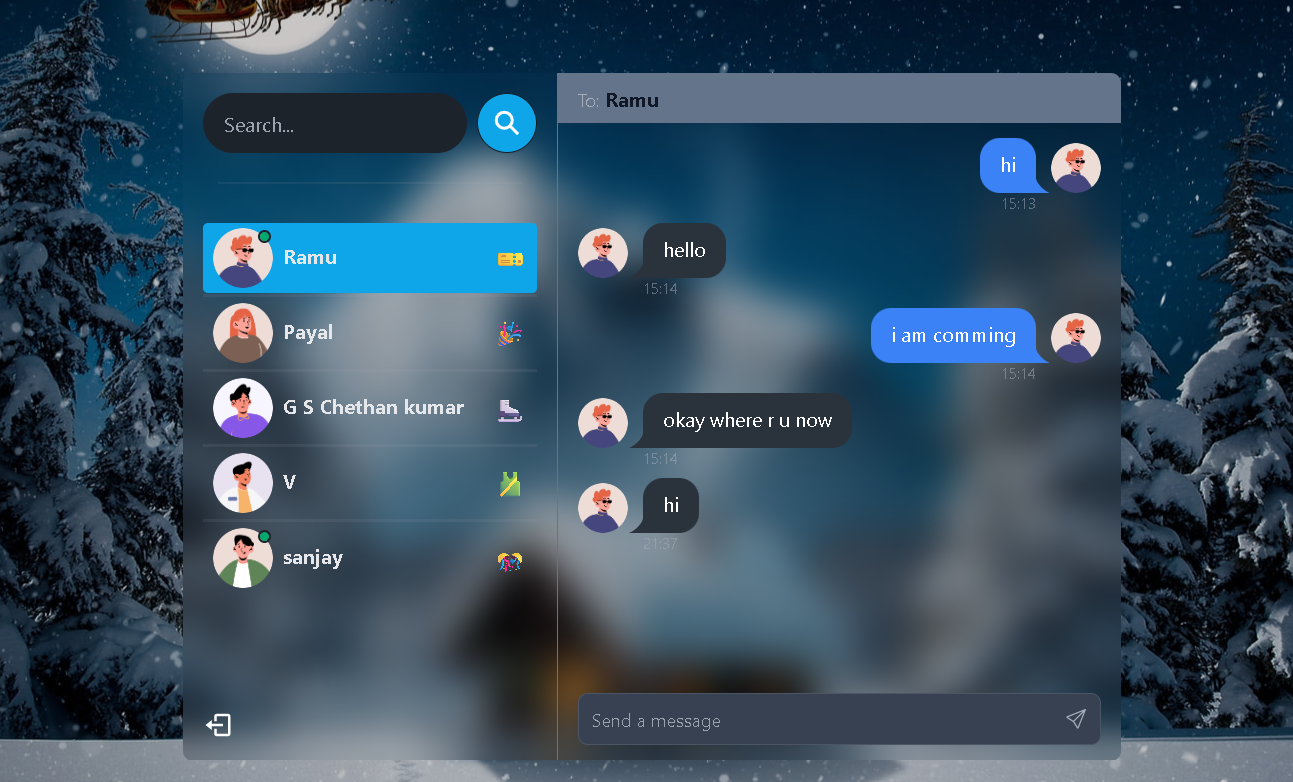 Search...
Ramu
Payal
G S Chethan kumar
V
sanjay
To: Ramu
hi
15:13
hello
15:14
i am comming
15:14
okay where r u now
15:14
hi
21:37
Send a message